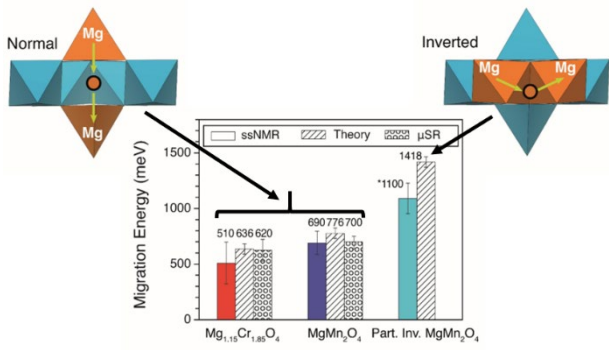 Normal
Mg
Mg
Inverted
Mg Mg
ssNMR Theory μSR
Migration Energy (meV)
1500
1000
500
0
510 636 620
690 776 700
*1100
1418
Mg1.15Cr1.85O4 MgMn2O4 Part. Inv. MgMn2O4